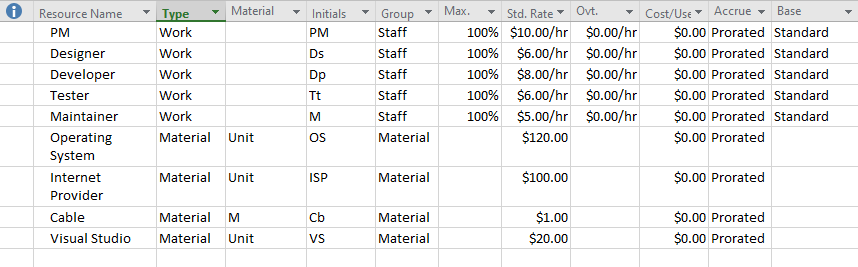 Resource Name Type Material Initials Group Max. Std. Rate Ovt. Cost/Use Accrue Base
PM Work PM Staff 100% $10.00/hr $0.00/hr $0.00 Prorated Standard
Designer Work Ds Staff 100% $6.00/hr $0.00/hr $0.00 Prorated Standard
Developer Work Dp Staff 100% $8.00/hr $0.00/hr $0.00 Prorated Standard
Tester Work Tt Staff 100% $6.00/hr $0.00/hr $0.00 Prorated Standard
Maintainer Work M Staff 100% $5.00/hr $0.00/hr $0.00 Prorated Standard
Operating Material Unit OS Material $120.00 $0.00 Prorated
System
Internet Material Unit ISP Material $100.00 $0.00 Prorated
Provider
Cable Material M Cb Material $1.00 $0.00 Prorated
Visual Studio Material Unit VS Material $20.00 $0.00 Prorated